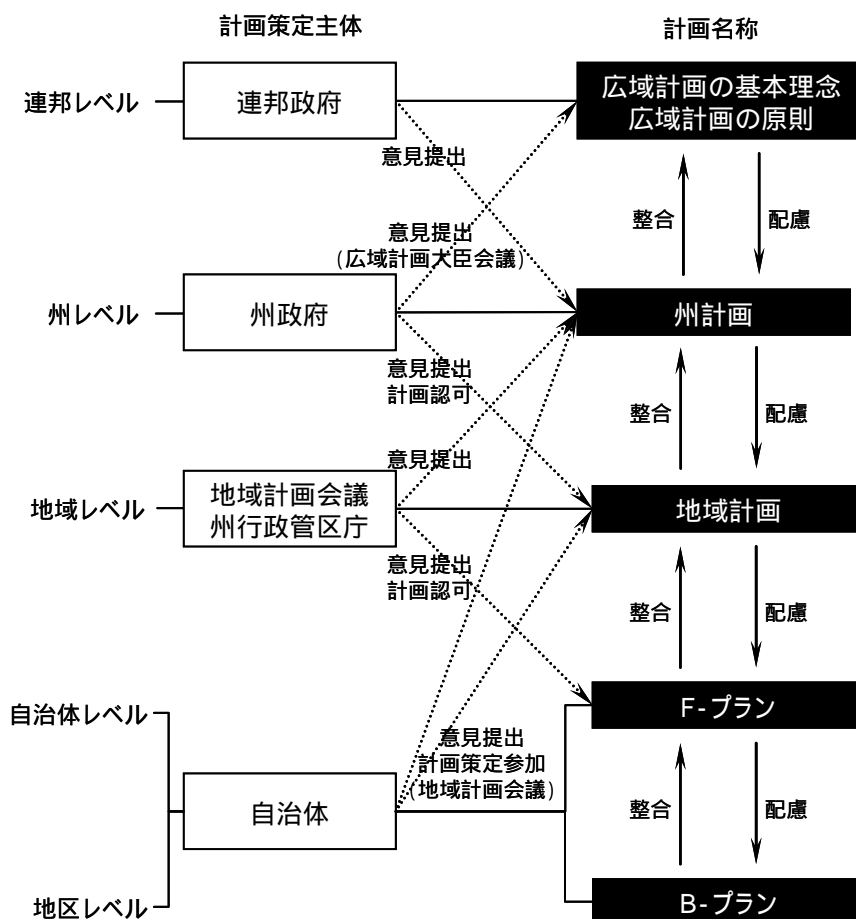 計画策定主体
計画名称
連邦レベル
連邦政府
広域計画の基本理念
広域計画の原則
意見提出
整合
配慮
意見提出
(広域計画大臣会議)
州レベル
州政府
州計画
意見提出
計画認可
整合
配慮
意見提出
地域レベル
地域計画会議
州行政管区庁
地域計画
意見提出
計画認可
整合
配慮
自治体レベル
F-プラン
意見提出
計画策定参加
(地域計画会議)
自治体
整合
配慮
地区レベル
B-プラン